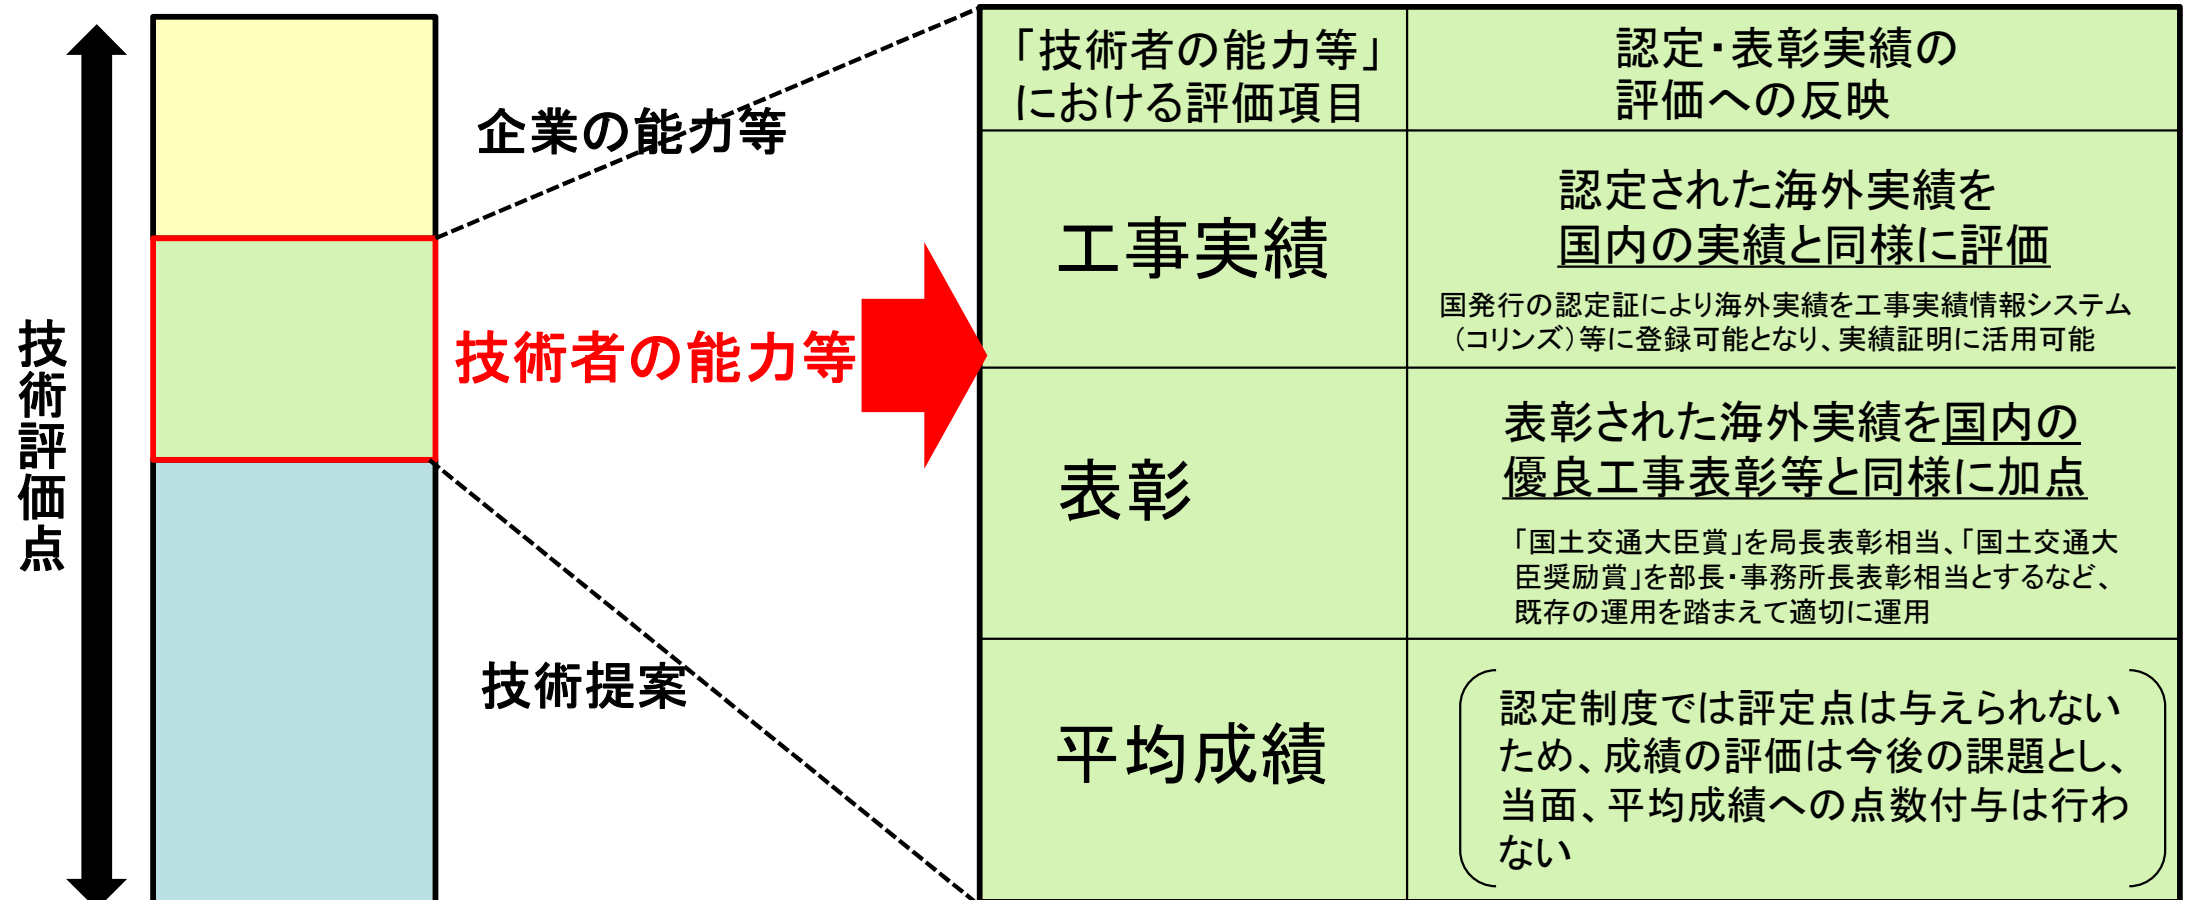 技術評価点
企業の能力等
技術者の能力等
技術提案
「技術者の能力等」
における評価項目
認定・表彰実績の
評価への反映
工事実績
認定された海外実績を
国内の実績と同様に評価
国発行の認定証により海外実績を工事実績情報システム
（コリンズ）等に登録可能となり、実績証明に活用可能
表彰
表彰された海外実績を国内の
優良工事表彰等と同様に加点
「国土交通大臣賞」を局長表彰相当、「国土交通大
臣奨励賞」を部長・事務所長表彰相当とするなど、
既存の運用を踏まえて適切に運用
平均成績
認定制度では評定点は与えられない
ため、成績の評価は今後の課題とし、
当面、平均成績への点数付与は行わ
ない